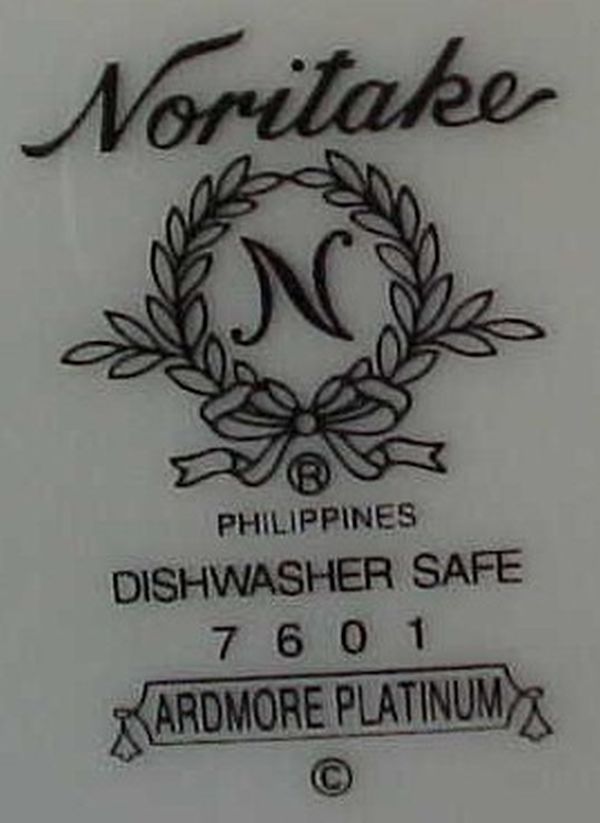 Noritake
N
®
PHILIPPINES
DISHWASHER SAFE
7601
ARDMORE PLATINUM
©